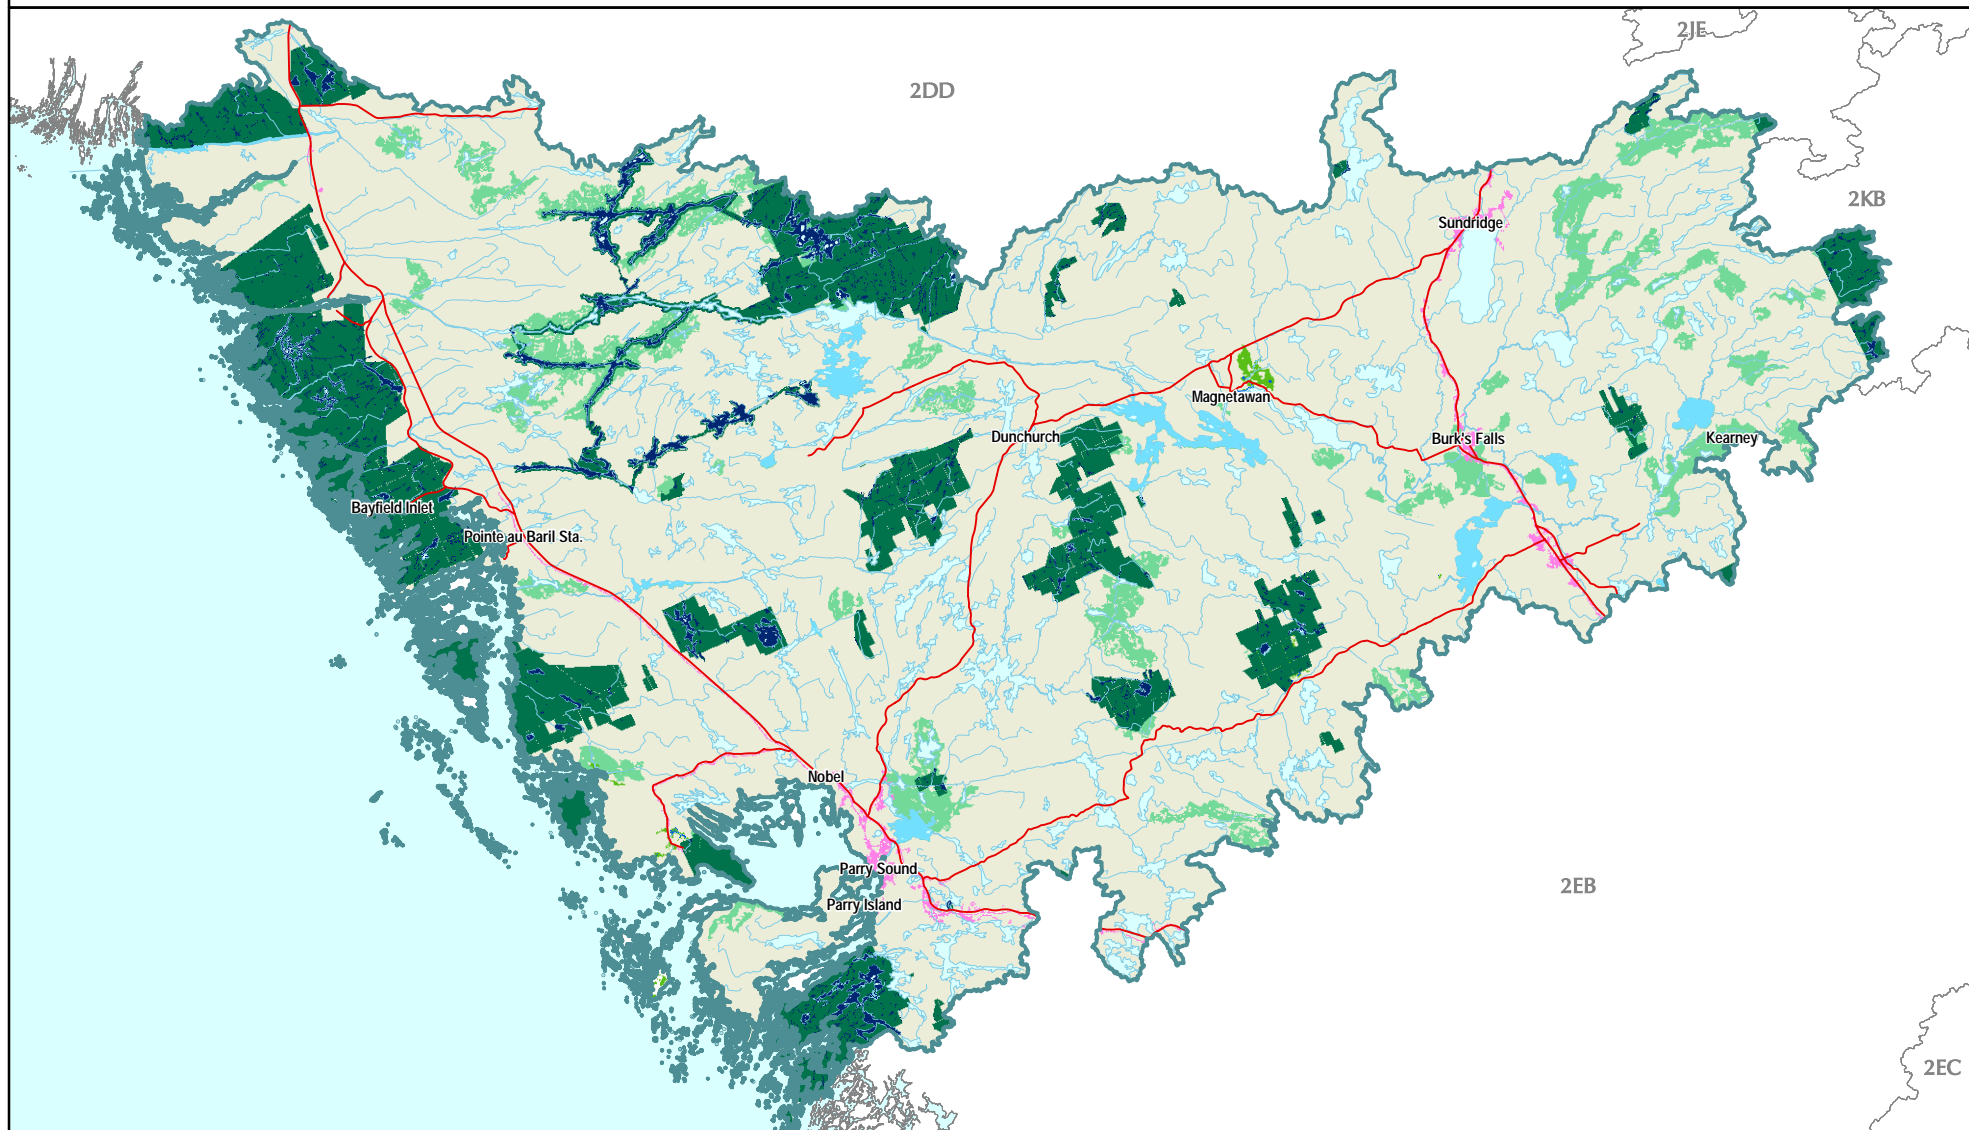 2JE
2DD
2KB
Sundridge
Magnetawan
Dunchurch
Burk's Falls
Kearney
Bayfield Inlet
Pointe au Baril Sta.
Nobel
Parry Sound
2EB
Parry Island
2EC